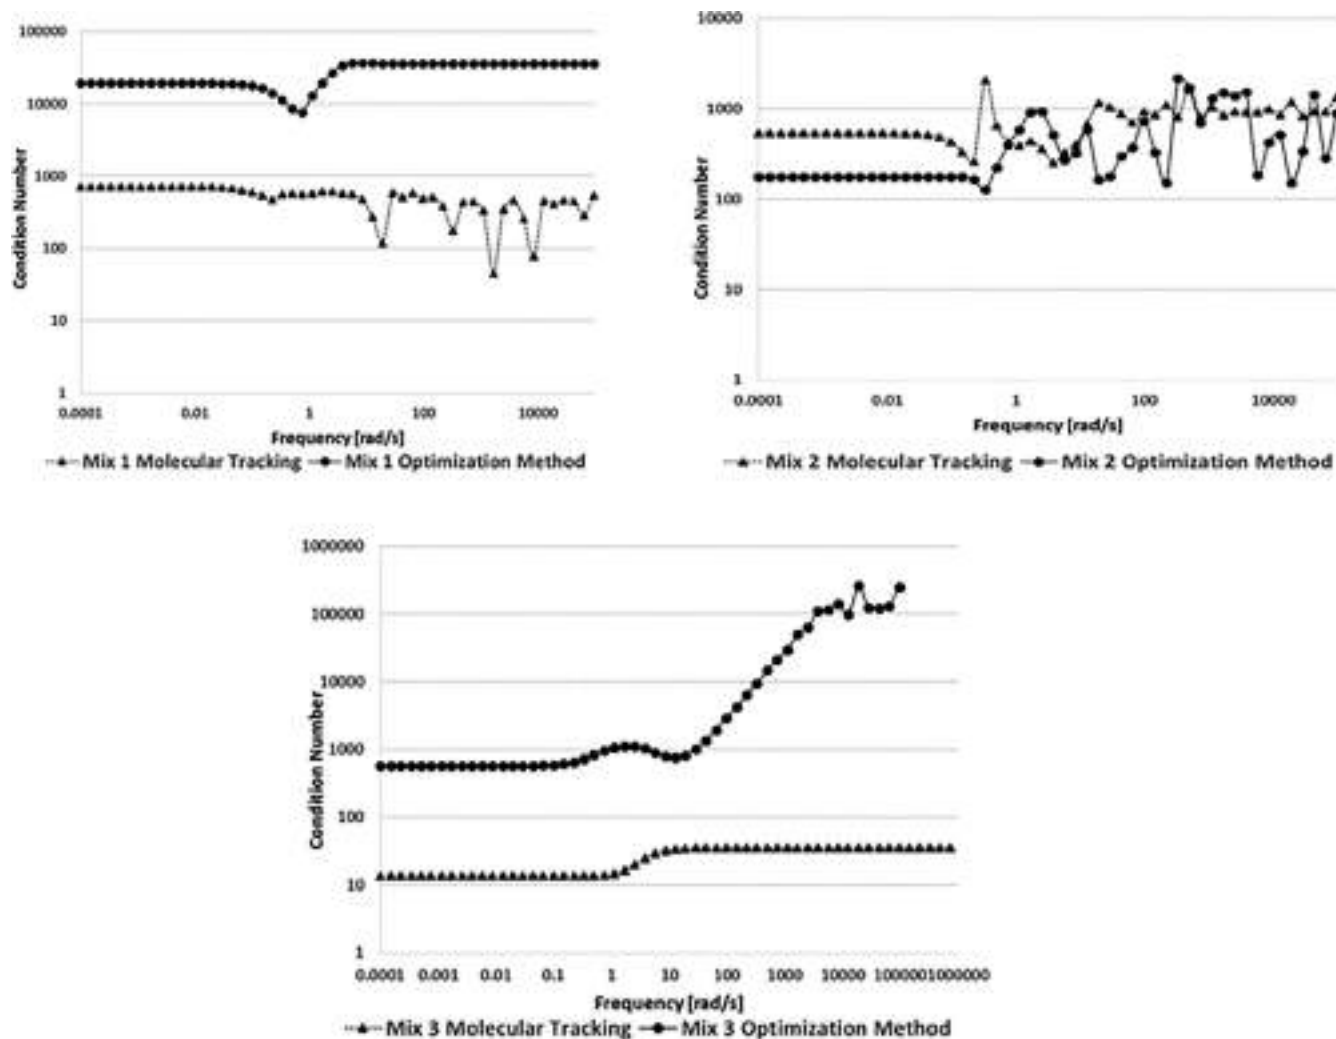 100000
10000
1000
100
10
1
Condition Number
0.0001 0.01 1 100 10000
Frequency [rad/s]
Mix 1 Molecular Tracking Mix 1 Optimization Method
10000
1000
100
10
1
Condition Number
0.0001 0.01 1 100 10000
Frequency [rad/s]
Mix 2 Molecular Tracking Mix 2 Optimization Method
1000000
100000
10000
1000
100
10
1
Condition Number
0.0001 0.001 0.01 0.1 1 10 100 1000 10000 1000001000000
Frequency [rad/s]
Mix 3 Molecular Tracking Mix 3 Optimization Method